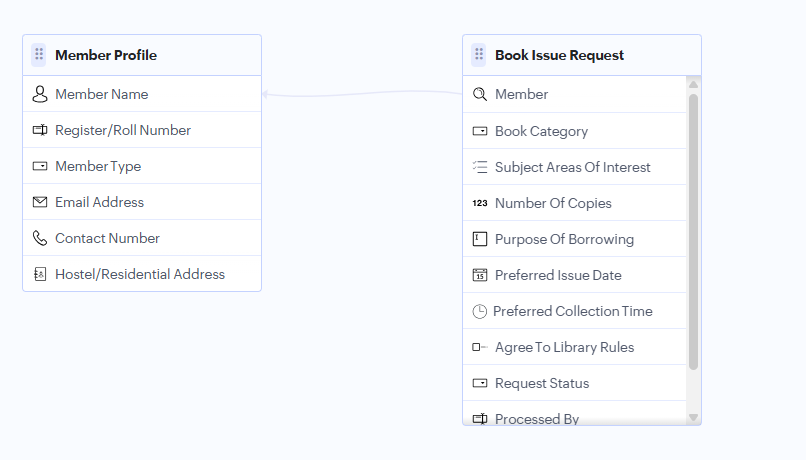 Member Profile
Member Name
Register/Roll Number
Member Type
Email Address
Contact Number
Hostel/Residential Address
Book Issue Request
Member
Book Category
Subject Areas Of Interest
123 Number Of Copies
Purpose Of Borrowing
15 Preferred Issue Date
Preferred Collection Time
Agree To Library Rules
Request Status
Processed By